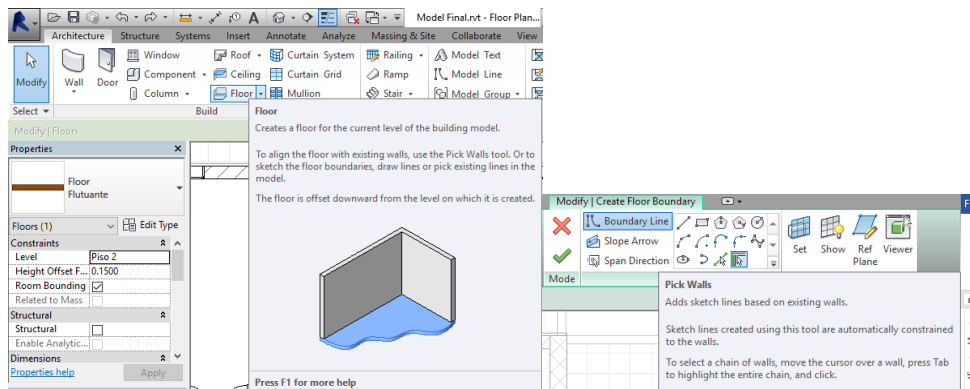 Model Final.rvt - Floor Plan...
Architecture Structure Systems Insert Annotate Analyze Massing & Site Collaborate View
Modify
Wall
Door
Window
Component
Column
Roof
Ceiling
Floor
Curtain System
Curtain Grid
Mullion
Railing
Ramp
Stair
Model Text
Model Line
Model Group
Select
Build
Modify | Floors
Properties
Floor
Flutuante
Floors (1)
Edit Type
Constraints
Level Piso 2
Height Offset F... 0.1500
Room Bounding
Related to Mass
Structural
Structural
Enable Analytic...
Dimensions
Properties help
Apply
Floor
Creates a floor for the current level of the building model.
To align the floor with existing walls, use the Pick Walls tool. Or to
sketch the floor boundaries, draw lines or pick existing lines in the
model.
The floor is offset downward from the level on which it is created.
Press F1 for more help
Modify | Create Floor Boundary
Boundary Line
Slope Arrow
Span Direction
Mode
Set
Show
Ref
Plane
Viewer
F
Pick Walls
Adds sketch lines based on existing walls.
Sketch lines created using this tool are automatically constrained
to the walls.
To select a chain of walls, move the cursor over a wall, press Tab
to highlight the entire chain, and click.